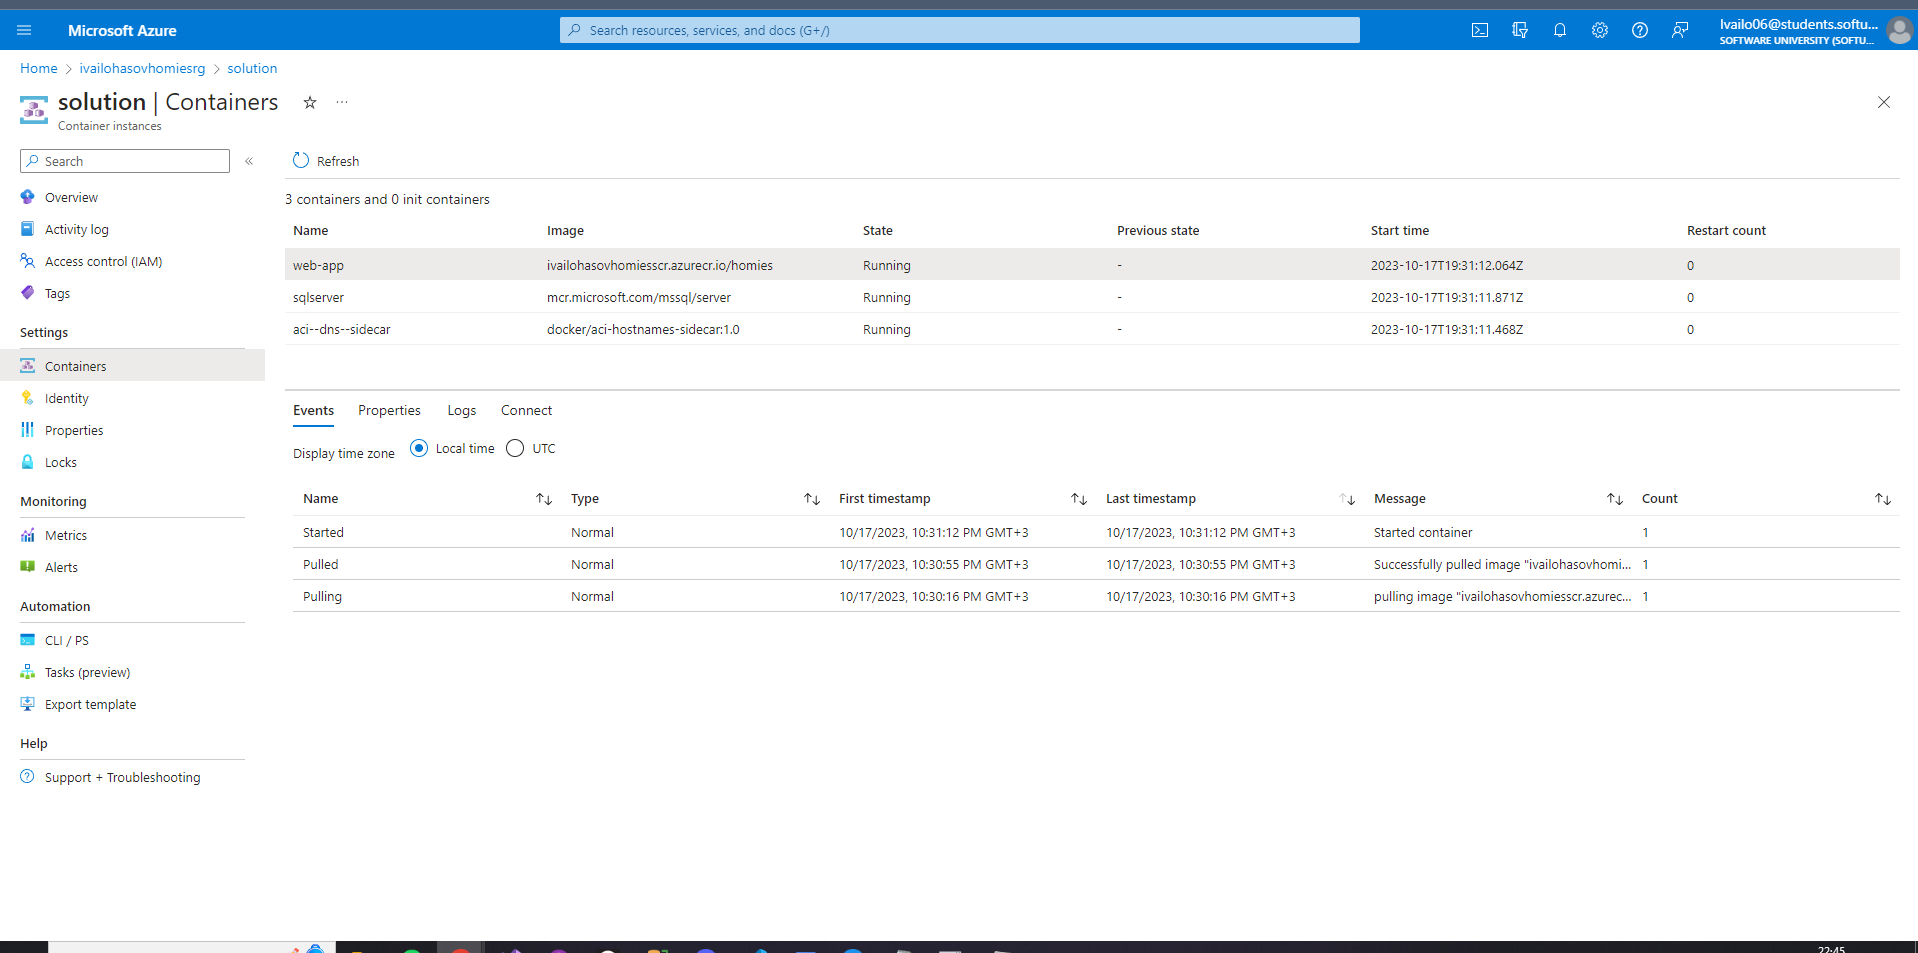 Microsoft Azure
Search resources, services, and docs (G+/)
Ivailo06@students.softu...
SOFTWARE UNIVERSITY (SOFTU...
Home > ivailohasovhomiesrg > solution
solution | Containers
Container instances
Search
Overview
Activity log
Access control (IAM)
Tags
Settings
Containers
Identity
Properties
Locks
Monitoring
Metrics
Alerts
Automation
CLI / PS
Tasks (preview)
Export template
Help
Support + Troubleshooting
Refresh
3 containers and 0 init containers
Name Image State Previous state Start time Restart count
web-app ivailohasovhomiesscr.azurecr.io/homies Running - 2023-10-17T19:31:12.064Z 0
sqlserver mcr.microsoft.com/mssql/server Running - 2023-10-17T19:31:11.871Z 0
aci--dns--sidecar docker/aci-hostnames-sidecar:1.0 Running - 2023-10-17T19:31:11.468Z 0
Events Properties Logs Connect
Display time zone Local time UTC
Name Type First timestamp Last timestamp Message Count
Started Normal 10/17/2023, 10:31:12 PM GMT+3 10/17/2023, 10:31:12 PM GMT+3 Started container 1
Pulled Normal 10/17/2023, 10:30:55 PM GMT+3 10/17/2023, 10:30:55 PM GMT+3 Successfully pulled image "ivailohasovhomi... 1
Pulling Normal 10/17/2023, 10:30:16 PM GMT+3 10/17/2023, 10:30:16 PM GMT+3 pulling image "ivailohasovhomiesscr.azurec... 1
22:45